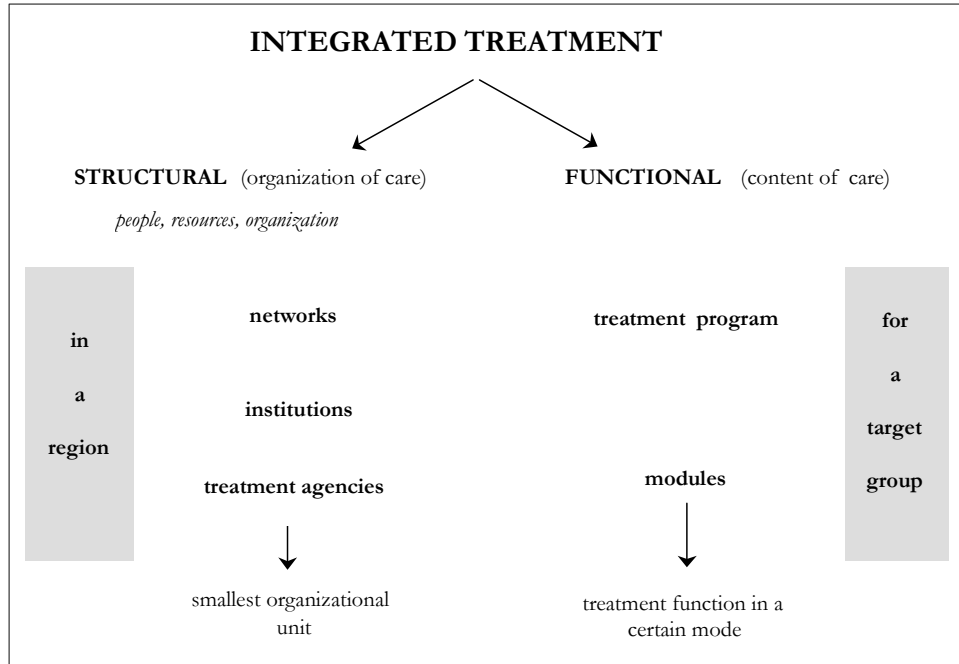 INTEGRATED TREATMENT
STRUCTURAL (organization of care)
people, resources, organization
FUNCTIONAL (content of care)
in
a
region
networks
institutions
treatment agencies
smallest organizational
unit
treatment program
modules
treatment function in a
certain mode
for
a
target
group